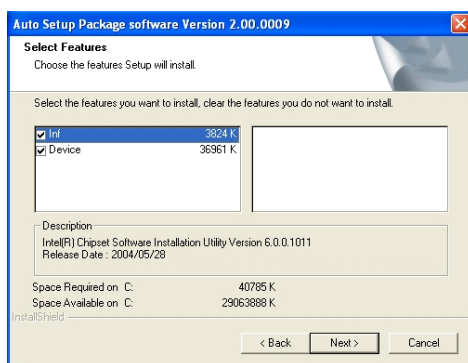 Auto Setup Package software Version 2.00.0009
Select Features
Choose the features Setup will install.
Select the features you want to install, clear the features you do not want to install.
Inf 3824 K
Device 36961 K
Description
Intel(R) Chipset Software Installation Utility Version 6.0.0.1011
Release Date : 2004/05/28
Space Required on C: 40785 K
Space Available on C: 29063888 K
InstallShield
< Back Next > Cancel